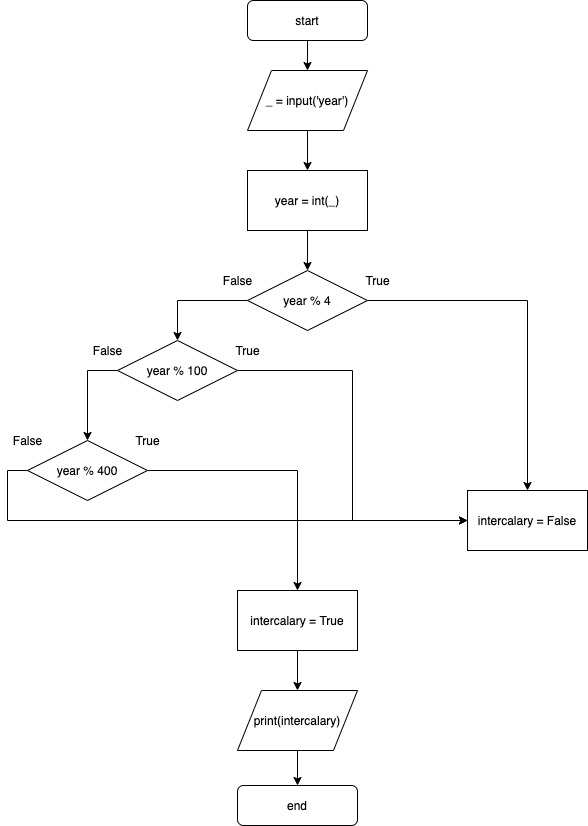 start
_ = input('year')
year = int(_)
False
True
year % 4
False
True
year % 100
False
True
year % 400
intercalary = False
intercalary = True
print(intercalary)
end